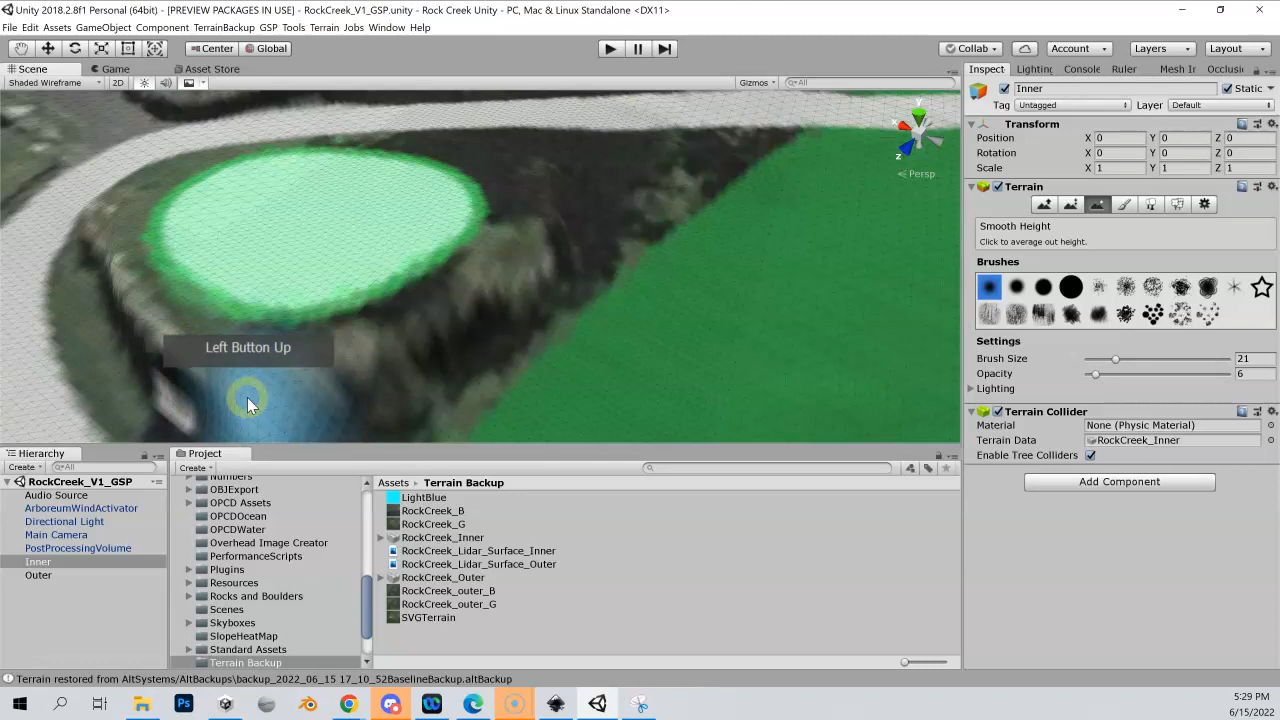 Unity 2018.2.8f1 Personal (64bit) - [PREVIEW PACKAGES IN USE] - RockCreek_V1_GSP.unity - Rock Creek Unity - PC, Mac & Linux Standalone <DX11>
File Edit Assets GameObject Component TerrainBackup GSP Tools Terrain Jobs Window Help
Center Global Collab Account Layers Layout
Scene Game Asset Store
Shaded Wireframe 2D Gizmos All
Persp
Left Button Up
Inspect Lighting Console Ruler Mesh Ir Occlusi
Inner Static
Tag Untagged Layer Default
Transform
Position X 0 Y 0 Z 0
Rotation X 0 Y 0 Z 0
Scale X 1 Y 1 Z 1
Terrain
Smooth Height
Click to average out height.
Brushes
Settings
Brush Size 21
Opacity 6
Lighting
Terrain Collider
Material None (Physic Material)
Terrain Data RockCreek_Inner
Enable Tree Colliders
Add Component
Hierarchy
Create All
RockCreek_V1_GSP
Audio Source
ArboreumWindActivator
Directional Light
Main Camera
PostProcessingVolume
Inner
Outer
Project
Create
Numbers
OBJExport
OPCD Assets
OPCDOcean
OPCDWater
Overhead Image Creator
PerformanceScripts
Plugins
Resources
Rocks and Boulders
Scenes
Skyboxes
SlopeHeatMap
Standard Assets
Terrain Backup
Assets Terrain Backup
LightBlue
RockCreek_B
RockCreek_G
RockCreek_Inner
RockCreek_Lidar_Surface_Inner
RockCreek_Lidar_Surface_Outer
RockCreek_Outer
RockCreek_outer_B
RockCreek_outer_G
SVGTerrain
Terrain restored from AltSystems/AltBackups\backup_2022_06_15 17_10_52BaselineBackup.altBackup
Ps
5:29 PM
6/15/2022